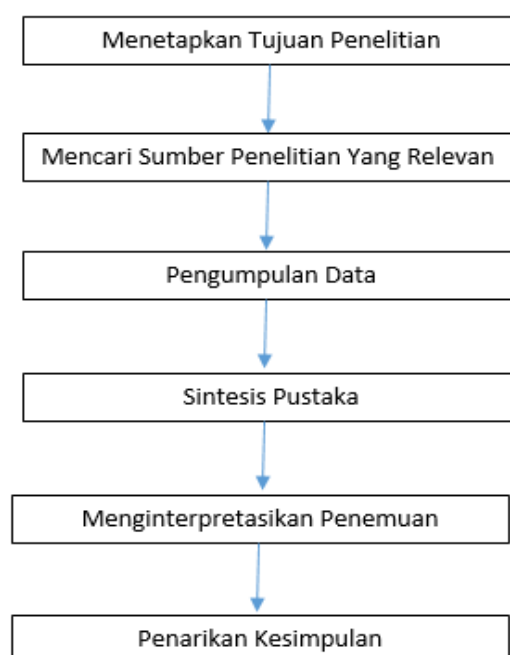 Menetapkan Tujuan Penelitian
Mencari Sumber Penelitian Yang Relevan
Pengumpulan Data
Sintesis Pustaka
Menginterpretasikan Penemuan
Penarikan Kesimpulan